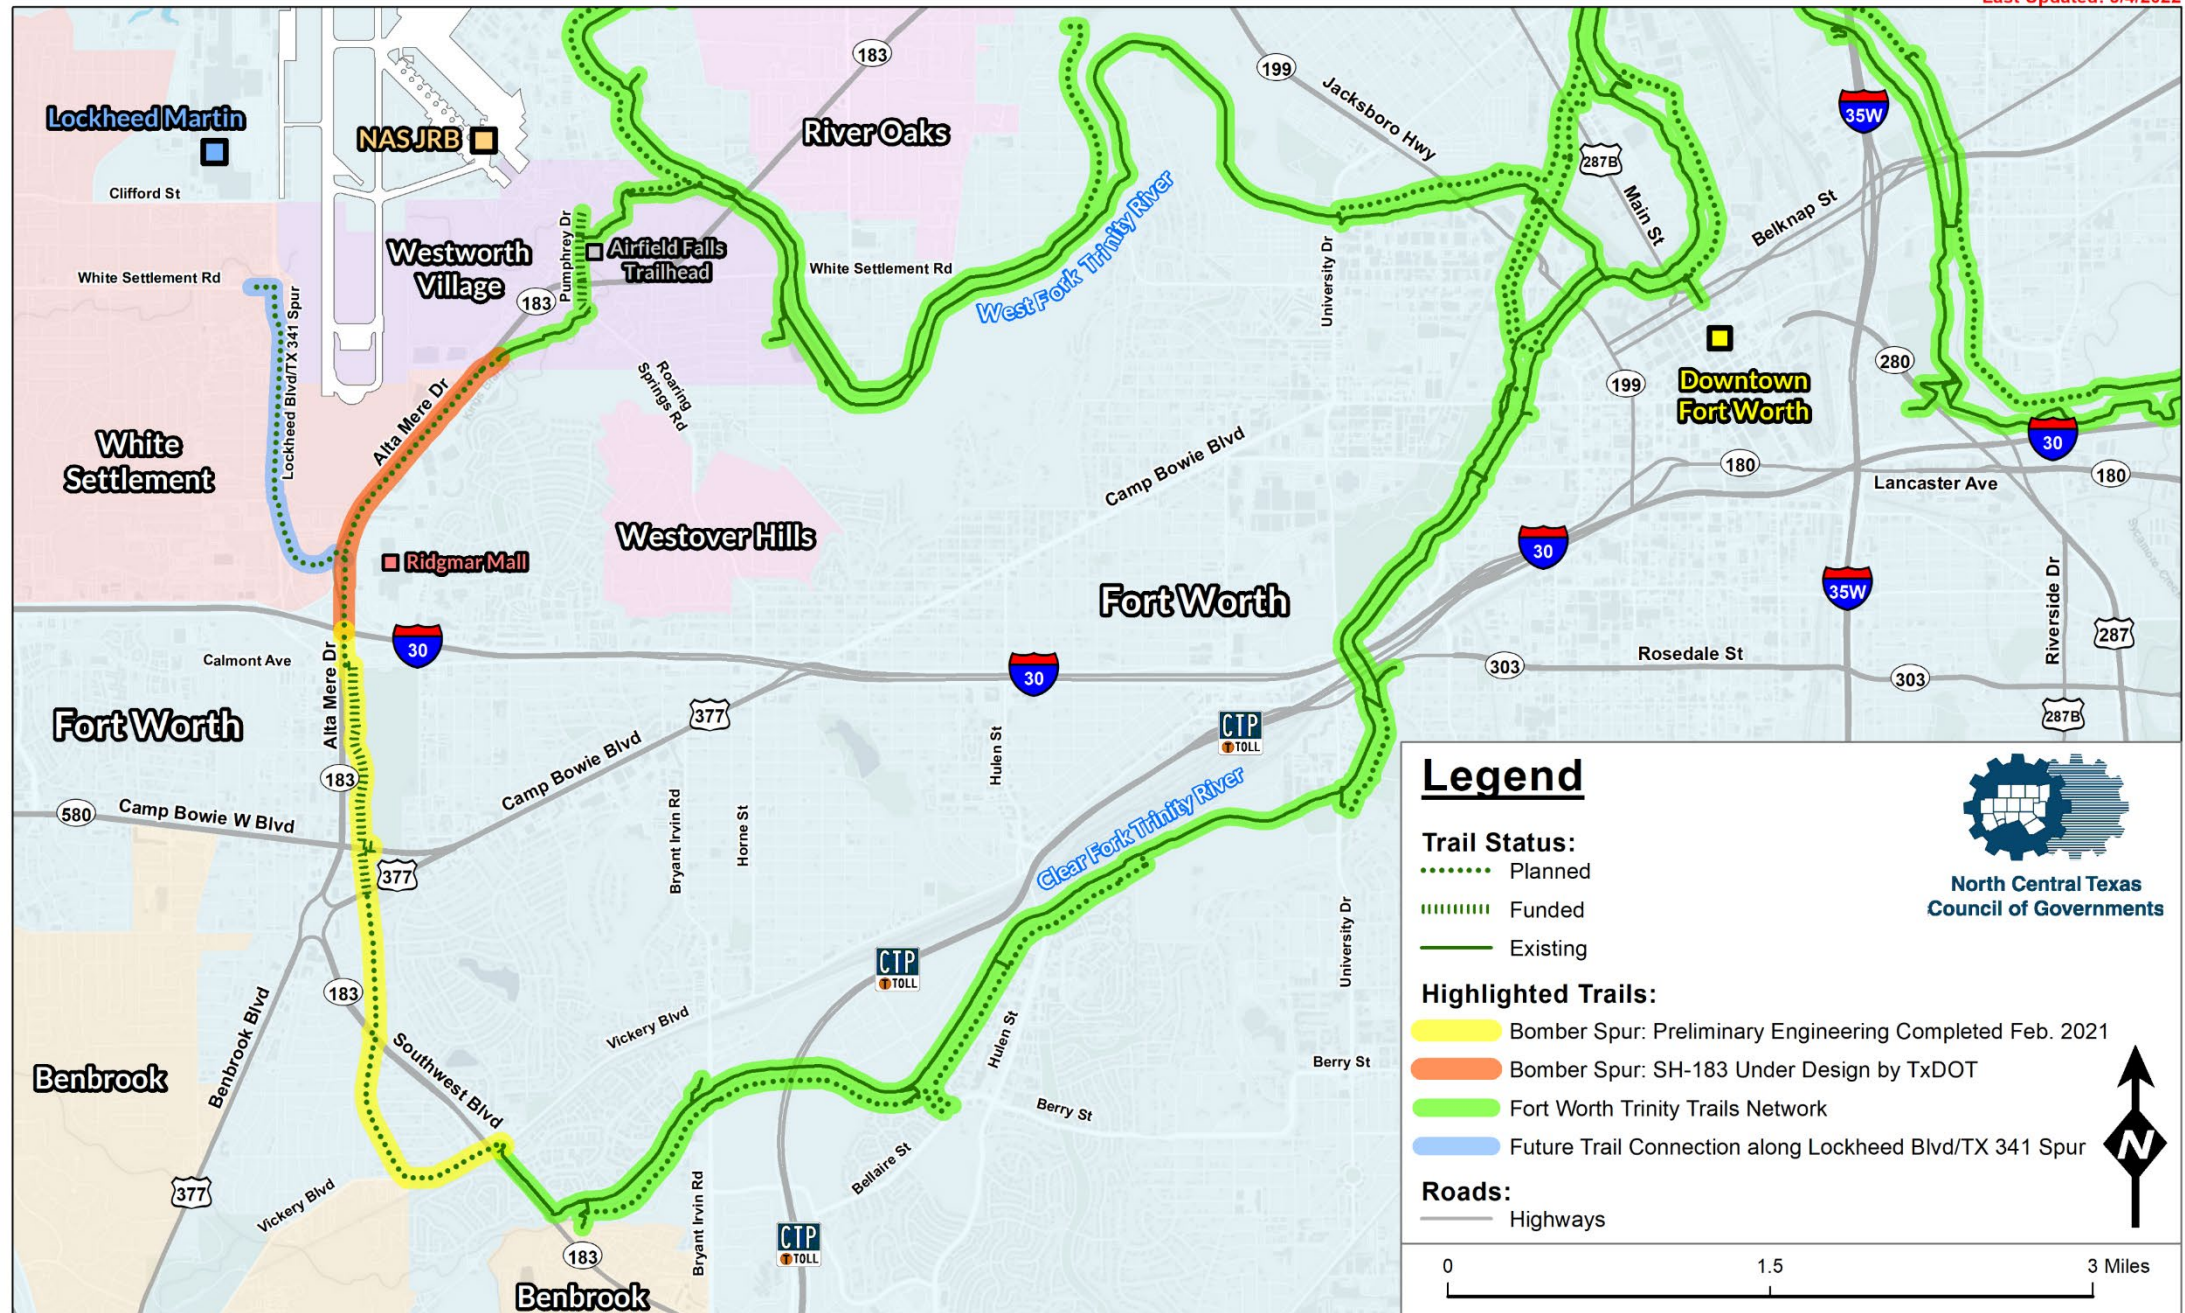 Lockheed Martin
NAS JRB
183
River Oaks
199
Jacksboro Hwy
35W
287B
Main St
Belknap St
Clifford St
Westworth
Village
Pumphrey Dr
Airfield Falls
Trailhead
White Settlement Rd
White Settlement Rd
183
West Fork Trinity River
University Dr
Lockheed Blvd/TX 341 Spur
Alta Mere Dr
Roaring
Springs Rd
Downtown
Fort Worth
199
280
30
180
180
Lancaster Ave
White
Settlement
Westover Hills
Camp Bowie Blvd
Ridgmar Mall
Fort Worth
30
35W
Riverside Dr
287
287B
Calmont Ave
Alta Mere Dr
30
30
303
Rosedale St
303
Fort Worth
377
CTP
TOLL
183
Camp Bowie Blvd
Hulen St
580
Camp Bowie W Blvd
377
Bryant Irvin Rd
Horne St
Clear Fork Trinity River
University Dr
CTP
TOLL
183
Benbrook Blvd
Southwest Blvd
Vickery Blvd
Hulen St
Berry St
Berry St
Benbrook
377
Vickery Blvd
Bellaire St
Bryant Irvin Rd
CTP
TOLL
183
Benbrook
Legend
Trail Status:
Planned
Funded
Existing
North Central Texas
Council of Governments
Highlighted Trails:
Bomber Spur: Preliminary Engineering Completed Feb. 2021
Bomber Spur: SH-183 Under Design by TxDOT
Fort Worth Trinity Trails Network
Future Trail Connection along Lockheed Blvd/TX 341 Spur
N
Roads:
Highways
0 1.5 3 Miles